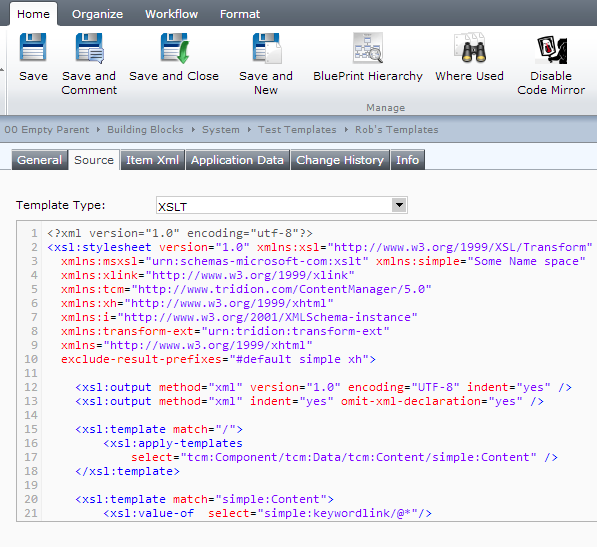 Home Organize Workflow Format
Save Save and Comment Save and Close Save and New BluePrint Hierarchy Where Used Disable Code Mirror
Manage
00 Empty Parent Building Blocks System Test Templates Rob's Templates
General Source Item Xml Application Data Change History Info
Template Type: XSLT
1 <?xml version="1.0" encoding="utf-8"?>
2 <xsl:stylesheet version="1.0" xmlns:xsl="http://www.w3.org/1999/XSL/Transform"
3 xmlns:msxsl="urn:schemas-microsoft-com:xslt" xmlns:simple="Some Name space"
4 xmlns:xlink="http://www.w3.org/1999/xlink"
5 xmlns:tcm="http://www.tridion.com/ContentManager/5.0"
6 xmlns:xh="http://www.w3.org/1999/xhtml"
7 xmlns:i="http://www.w3.org/2001/XMLSchema-instance"
8 xmlns:transform-ext="urn:tridion:transform-ext"
9 xmlns="http://www.w3.org/1999/xhtml"
10 exclude-result-prefixes="#default simple xh">
11
12 <xsl:output method="xml" version="1.0" encoding="UTF-8" indent="yes" />
13 <xsl:output method="xml" indent="yes" omit-xml-declaration="yes" />
14
15 <xsl:template match="/">
16 <xsl:apply-templates
17 select="tcm:Component/tcm:Data/tcm:Content/simple:Content" />
18 </xsl:template>
19
20 <xsl:template match="simple:Content">
21 <xsl:value-of  select="simple:keywordlink/@*"/>